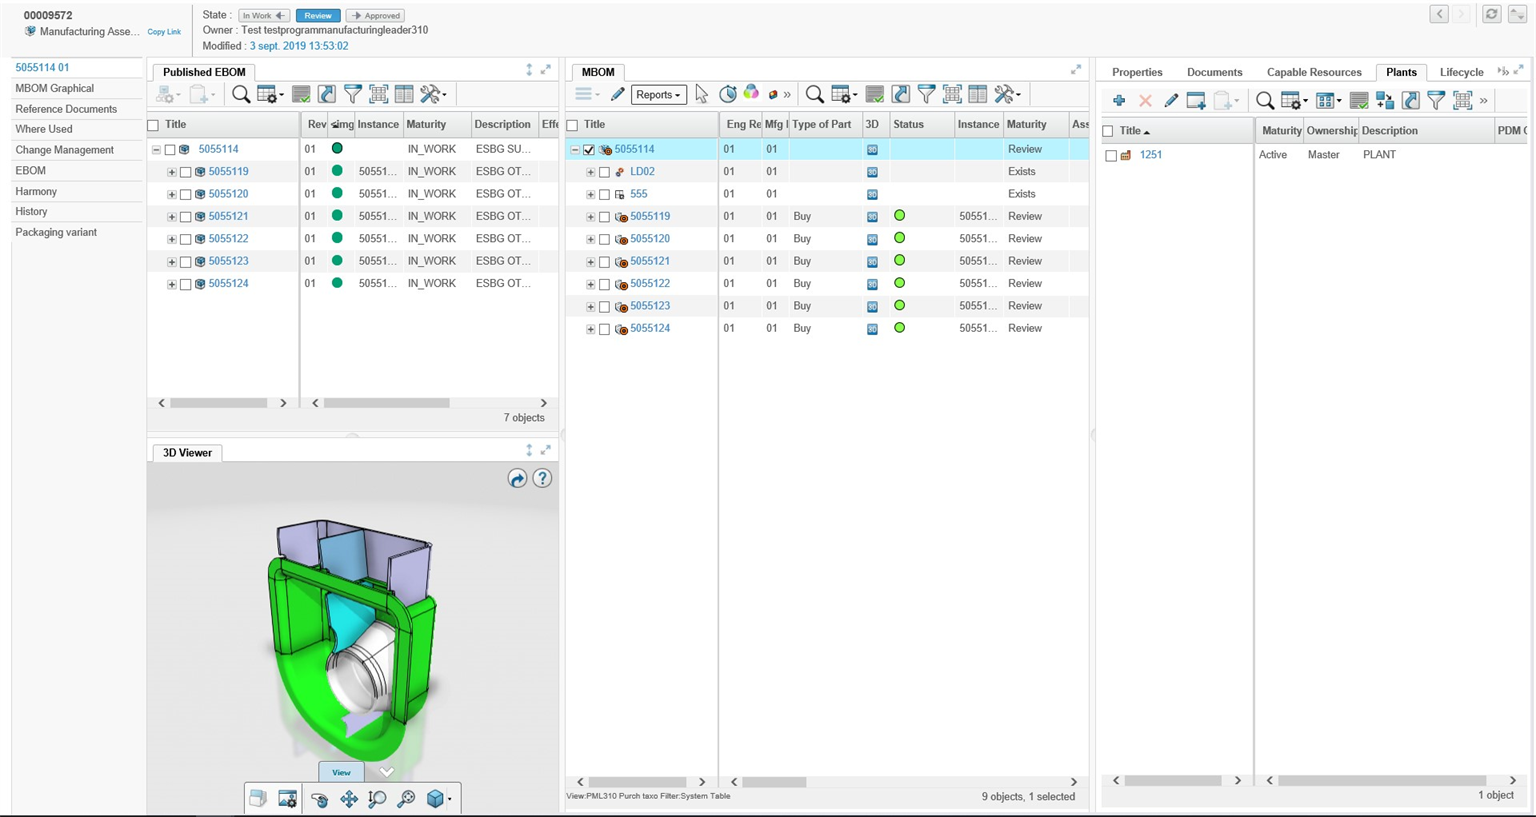 00009572
Manufacturing Asse... Copy Link
State : In Work Review Approved
Owner : Test testprogrammanufacturingleader310
Modified : 3 sept. 2019 13:53:02
5055114 01
MBOM Graphical
Reference Documents
Where Used
Change Management
EBOM
Harmony
History
Packaging variant
Published EBOM
Title Rev Img Instance Maturity Description Effe
5055114 01 IN_WORK ESBG SU...
5055119 01 50551... IN_WORK ESBG OT...
5055120 01 50551... IN_WORK ESBG OT...
5055121 01 50551... IN_WORK ESBG OT...
5055122 01 50551... IN_WORK ESBG OT...
5055123 01 50551... IN_WORK ESBG OT...
5055124 01 50551... IN_WORK ESBG OT...
7 objects
3D Viewer
?
View
MBOM
Reports
»
»
Title Eng Re Mfg Type of Part 3D Status Instance Maturity Ass
5055114 01 01 3D Review
LD02 01 01 3D Exists
555 01 01 3D Exists
5055119 01 01 Buy 3D 50551... Review
5055120 01 01 Buy 3D 50551... Review
5055121 01 01 Buy 3D 50551... Review
5055122 01 01 Buy 3D 50551... Review
5055123 01 01 Buy 3D 50551... Review
5055124 01 01 Buy 3D 50551... Review
View:PML310 Purch taxo Filter:System Table
9 objects, 1 selected
Properties Documents Capable Resources Plants Lifecycle
»
Title Maturity Ownership Description PDM
1251 Active Master PLANT
1 object